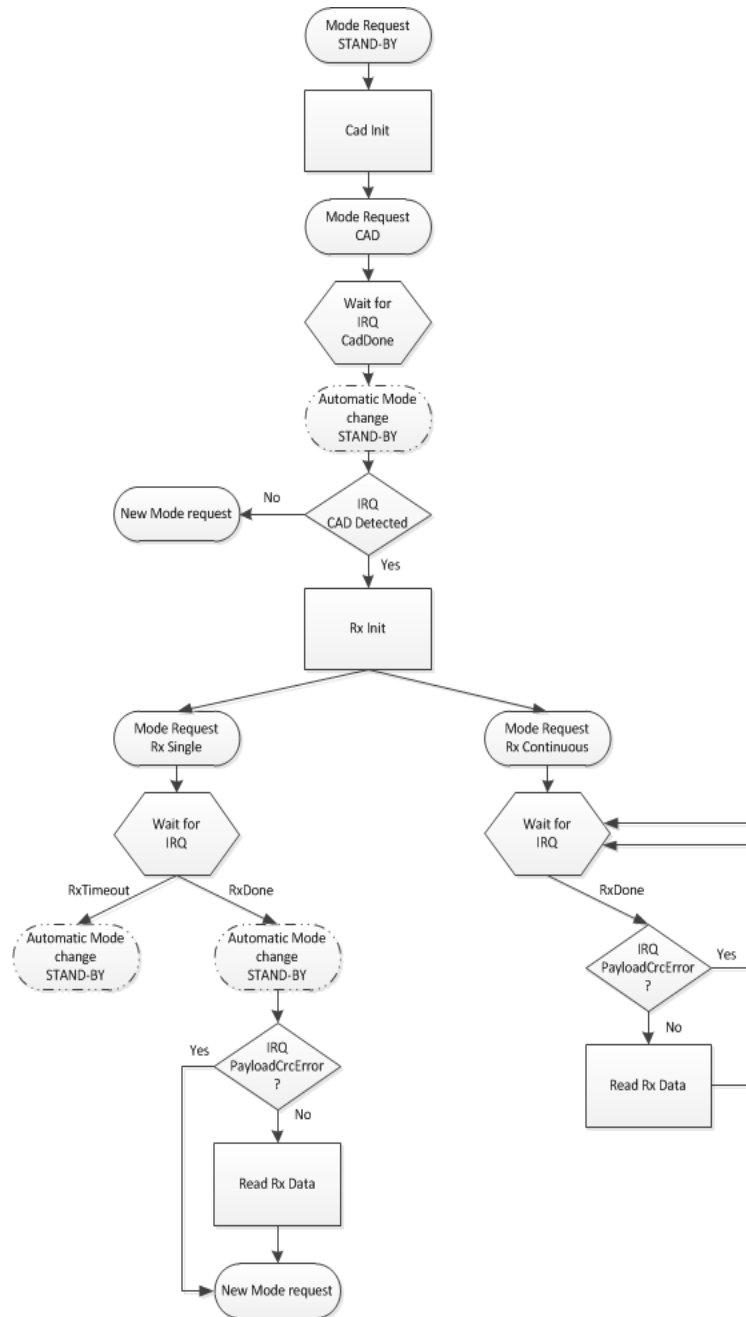 Mode Request
STAND-BY
Cad Init
Mode Request
CAD
Wait for
IRQ
CadDone
Automatic Mode
change
STAND-BY
IRQ
CAD Detected
No
New Mode request
Yes
Rx Init
Mode Request
Rx Single
Mode Request
Rx Continuous
Wait for
IRQ
Wait for
IRQ
RxTimeout
RxDone
RxDone
Automatic Mode
change
STAND-BY
Automatic Mode
change
STAND-BY
IRQ
PayloadCrcError
?
Yes
No
Read Rx Data
Yes
IRQ
PayloadCrcError
?
No
Read Rx Data
New Mode request